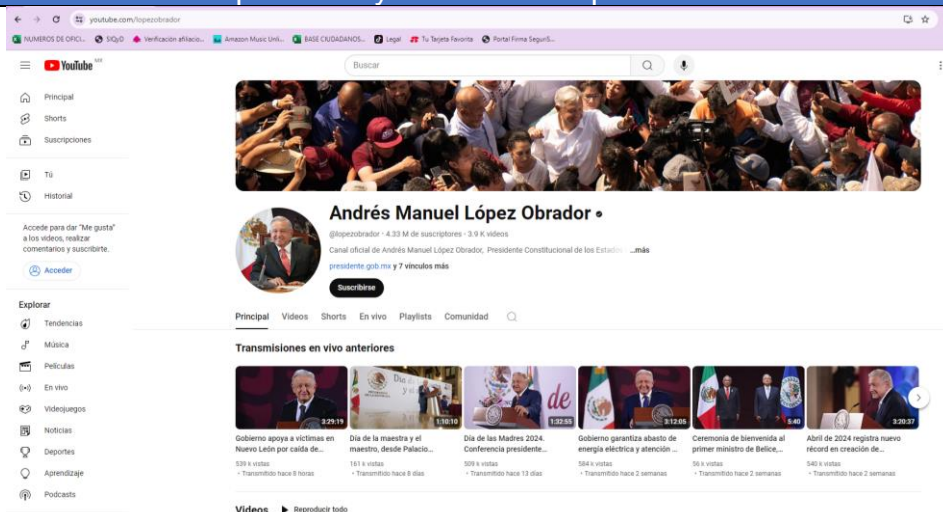 youtube.com/lopezobrador
NUMEROS DE OFICI... SIQyD Verificación afiliacio... Amazon Music Unli... BASE CIUDADANOS... Legal Tu Tarjeta Favorita Portal Firma SeguriS...
YouTube MX
Buscar
Principal
Shorts
Suscripciones
Tú
Historial
Accede para dar "Me gusta"
a los videos, realizar
comentarios y suscribirte.
Acceder
Explorar
Tendencias
Música
Películas
En vivo
Videojuegos
Noticias
Deportes
Aprendizaje
Podcasts
Andrés Manuel López Obrador
@lopezobrador · 4.33 M de suscriptores · 3.9 K videos
Canal oficial de Andrés Manuel López Obrador, Presidente Constitucional de los Estados ...más
presidente.gob.mx y 7 vínculos más
Suscribirse
Principal Videos Shorts En vivo Playlists Comunidad
Transmisiones en vivo anteriores
de
3:29:19 1:10:10 1:32:55 3:12:05 5:40 3:20:37
Gobierno apoya a víctimas en Día de la maestra y el Día de las Madres 2024. Gobierno garantiza abasto de Ceremonia de bienvenida al Abril de 2024 registra nuevo
Nuevo León por caída de... maestro, desde Palacio... Conferencia presidente... energía eléctrica y atención ... primer ministro de Belice,... récord en creación de...
539 k vistas 161 k vistas 509 k vistas 584 k vistas 56 k vistas 540 k vistas
• Transmitido hace 8 horas • Transmitido hace 8 días • Transmitido hace 13 días • Transmitido hace 2 semanas • Transmitido hace 2 semanas • Transmitido hace 2 semanas
Videos Reproducir todo